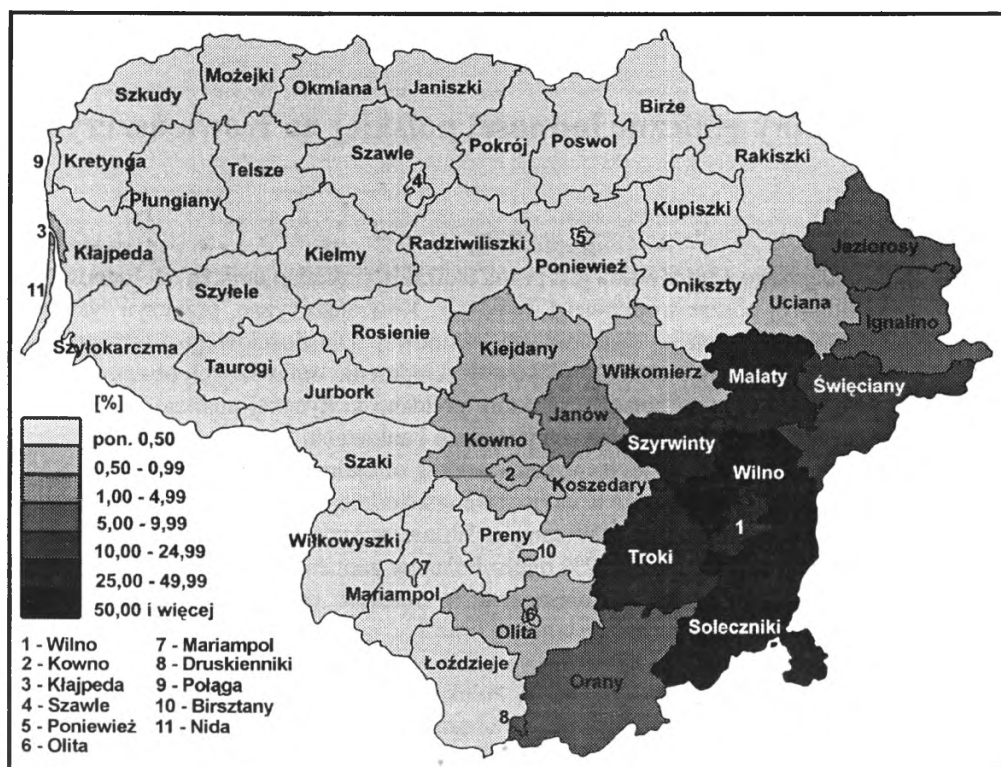 Możejki
Okmiana
Janiszki
Szkudy
Birże
Szawle
Pokrój
Poswol
Rakiszki
9
Kretynga
Telsze
4
Płungiany
Kupiszki
3
Kłajpeda
Kielmy
Radziwiliszki
5
Poniewież
Jeziorosy
11
Szyłele
Onikszty
Uciana
Ignalino
Szyłokarczma
Rosienie
Kiejdany
Taurogi
Wiłkomierz
Malaty
Święciany
Jurbork
Janów
Kowno
Szyrwinty
Szaki
2
Koszedary
Wilno
1
Wiłkowyszki
Preny
10
Troki
7
Mariampol
6
Olita
Soleczniki
Łoździeje
Orany
8
[%]
pon. 0,50
0,50 - 0,99
1,00 - 4,99
5,00 - 9,99
10,00 - 24,99
25,00 - 49,99
50,00 i więcej
1 - Wilno
2 - Kowno
3 - Kłajpeda
4 - Szawle
5 - Poniewież
6 - Olita
7 - Mariampol
8 - Druskienniki
9 - Połąga
10 - Birsztany
11 - Nida